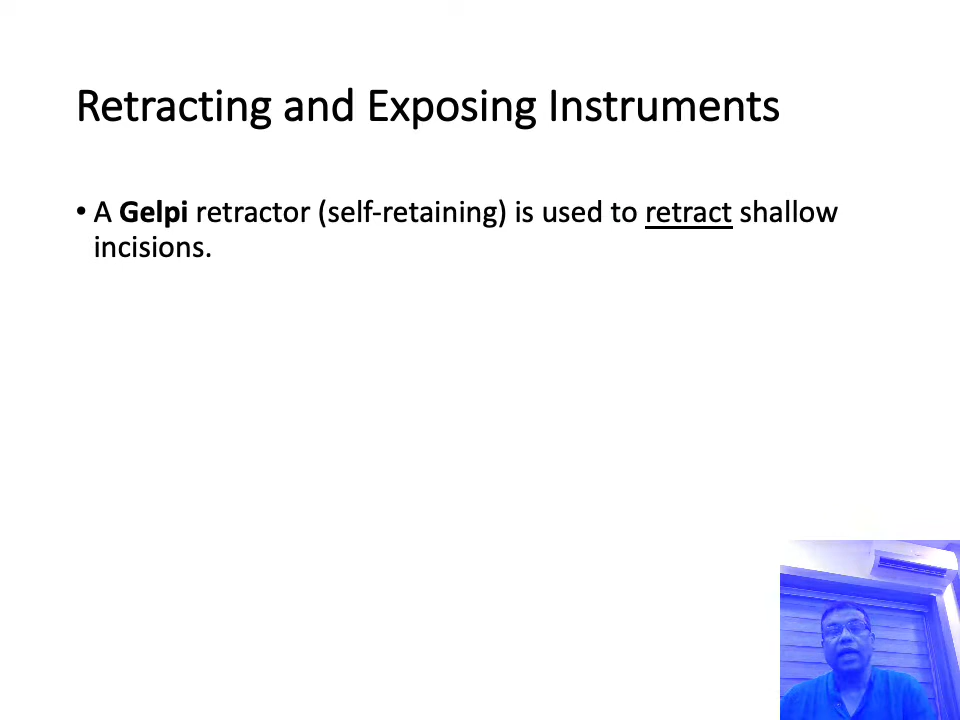 Retracting and Exposing Instruments
• A Gelpi retractor (self-retaining) is used to retract shallow
incisions.